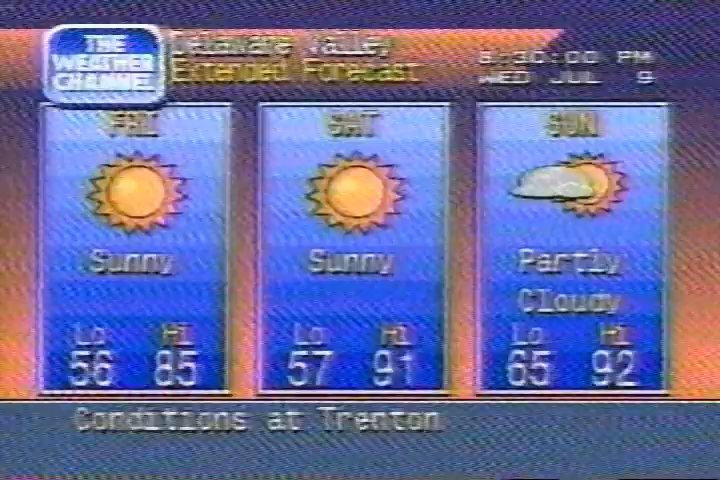 THE
WEATHER
CHANNEL
Delaware Valley
Extended Forecast
8:30:00 PM
WED JUL 9
FRI
SAT
SUN
Sunny
Sunny
Partly
Cloudy
Lo Hi
Lo Hi
Lo Hi
56 85
57 91
65 92
Conditions at Trenton